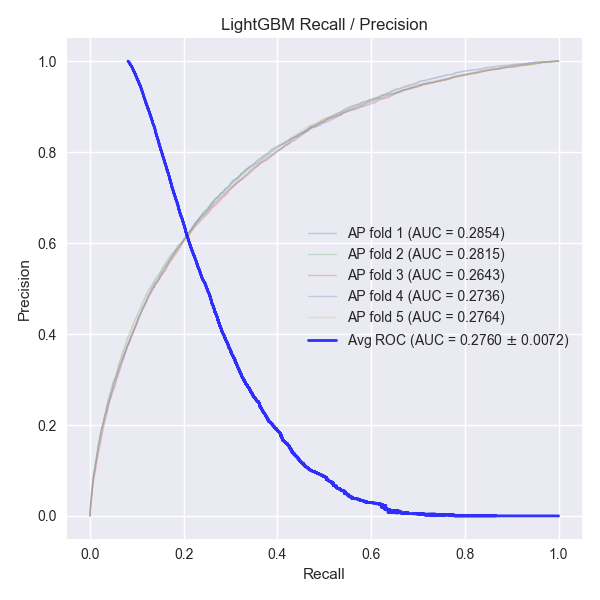 LightGBM Recall / Precision
Precision
1.0
0.8
0.6
0.4
0.2
0.0
AP fold 1 (AUC = 0.2854)
AP fold 2 (AUC = 0.2815)
AP fold 3 (AUC = 0.2643)
AP fold 4 (AUC = 0.2736)
AP fold 5 (AUC = 0.2764)
Avg ROC (AUC = 0.2760 ± 0.0072)
0.0 0.2 0.4 0.6 0.8 1.0
Recall